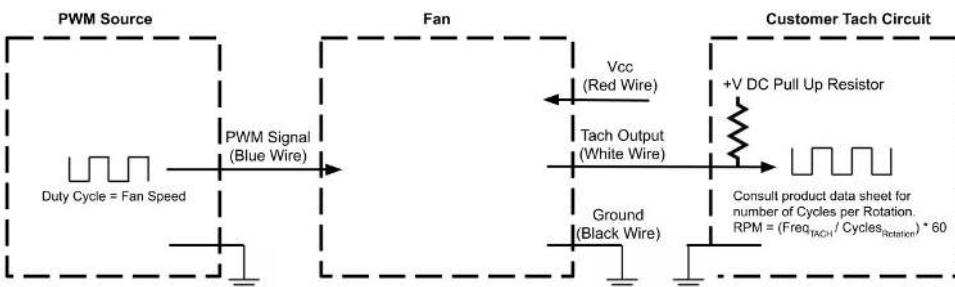 PWM Source
Fan
Customer Tach Circuit
Vcc
(Red Wire)
+V DC Pull Up Resistor
PWM Signal
(Blue Wire)
Tach Output
(White Wire)
Duty Cycle = Fan Speed
Consult product data sheet for
number of Cycles per Rotation.
RPM = (Freq_TACH / Cycles_Rotation) * 60
Ground
(Black Wire)